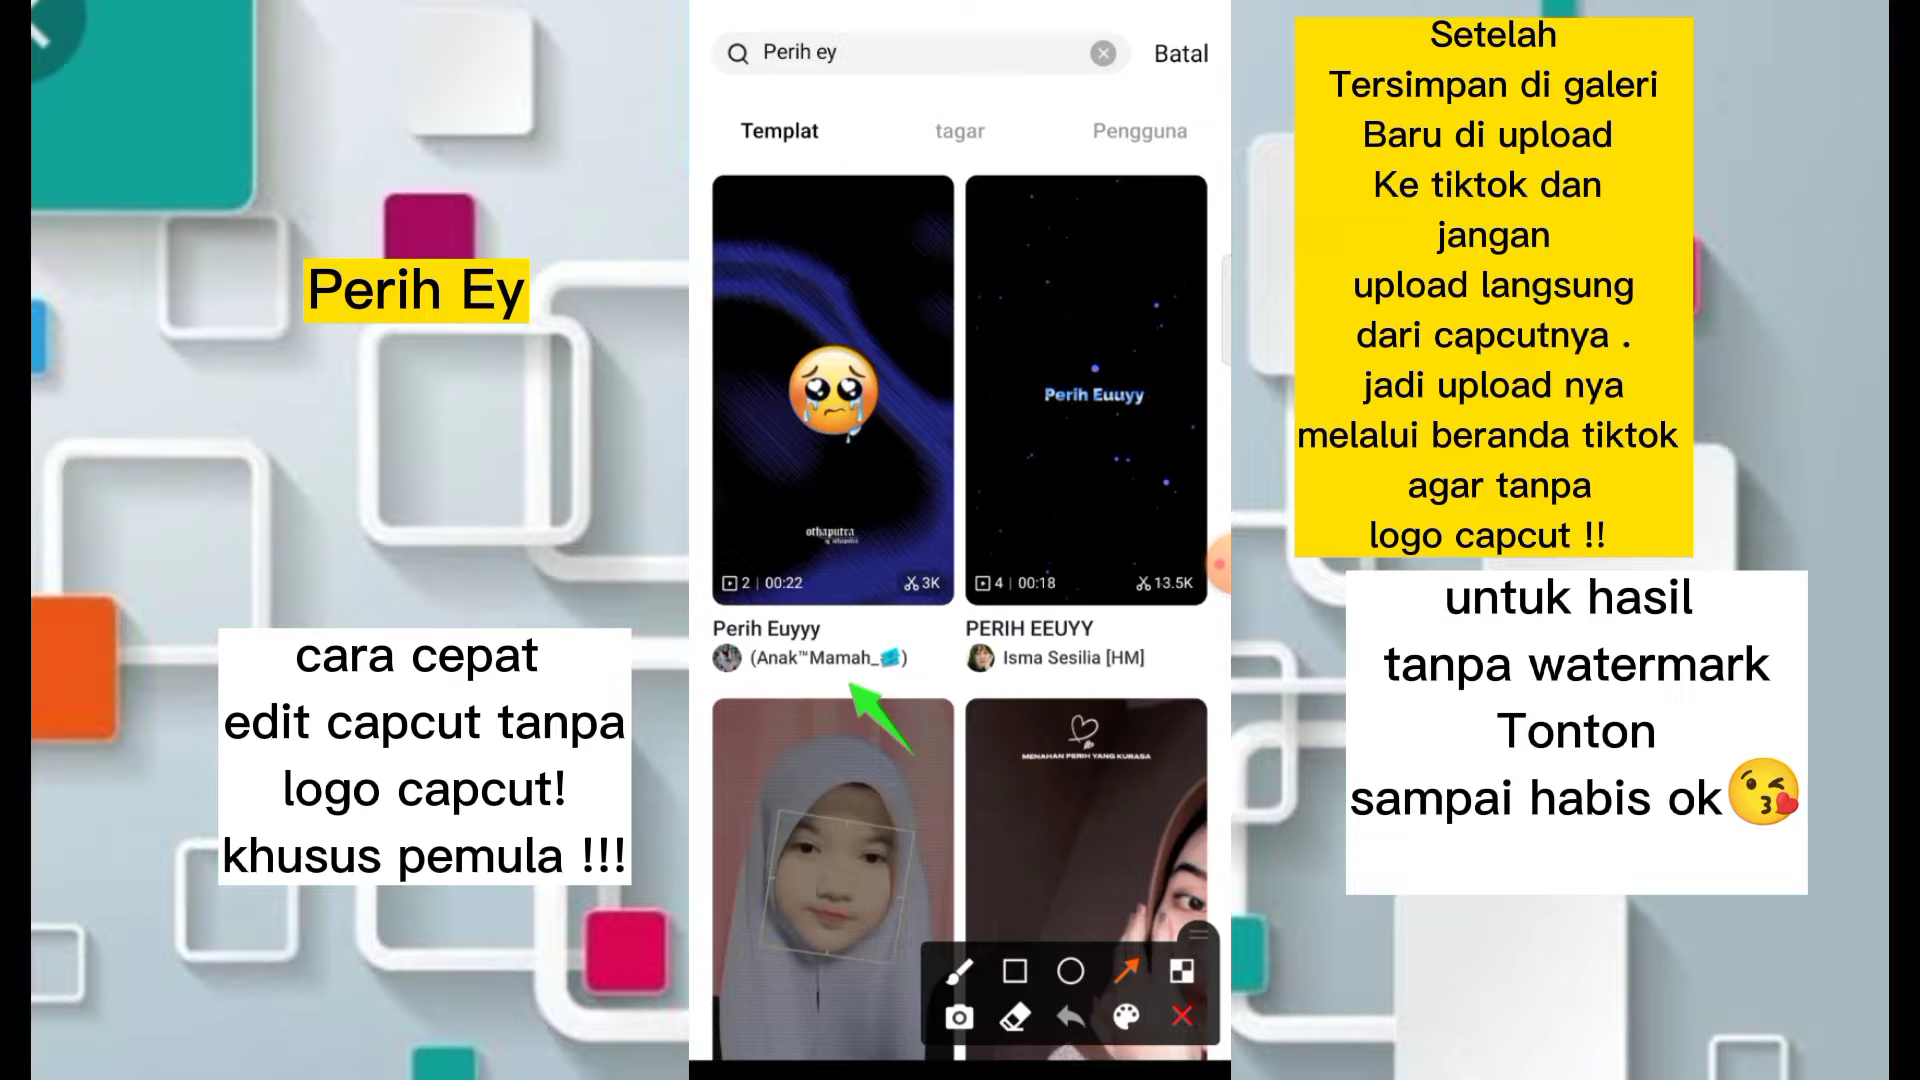 Perih Ey
cara cepat
edit capcut tanpa
logo capcut!
khusus pemula !!!
Perih ey
Batal
Templat
tagar
Pengguna
othaputra
2 | 00:22
3K
Perih Euuyy
4 | 00:18
13.5K
Perih Euyyy
(Anak™Mamah_)
PERIH EEUYY
Isma Sesilia [HM]
MENAHAN PERIH YANG KURASA
Setelah
Tersimpan di galeri
Baru di upload
Ke tiktok dan
jangan
upload langsung
dari capcutnya .
jadi upload nya
melalui beranda tiktok
agar tanpa
logo capcut !!
untuk hasil
tanpa watermark
Tonton
sampai habis ok😘